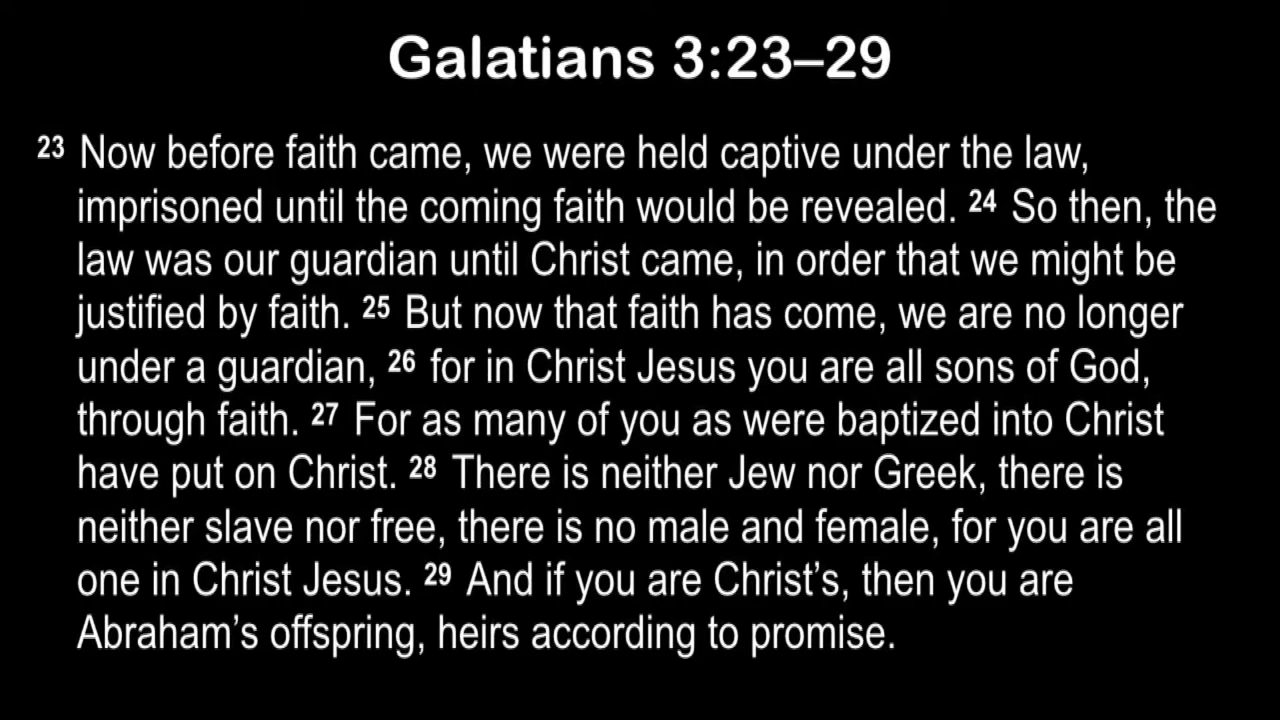 Galatians 3:23–29
23 Now before faith came, we were held captive under the law,
imprisoned until the coming faith would be revealed. 24 So then, the
law was our guardian until Christ came, in order that we might be
justified by faith. 25 But now that faith has come, we are no longer
under a guardian, 26 for in Christ Jesus you are all sons of God,
through faith. 27 For as many of you as were baptized into Christ
have put on Christ. 28 There is neither Jew nor Greek, there is
neither slave nor free, there is no male and female, for you are all
one in Christ Jesus. 29 And if you are Christ’s, then you are
Abraham’s offspring, heirs according to promise.